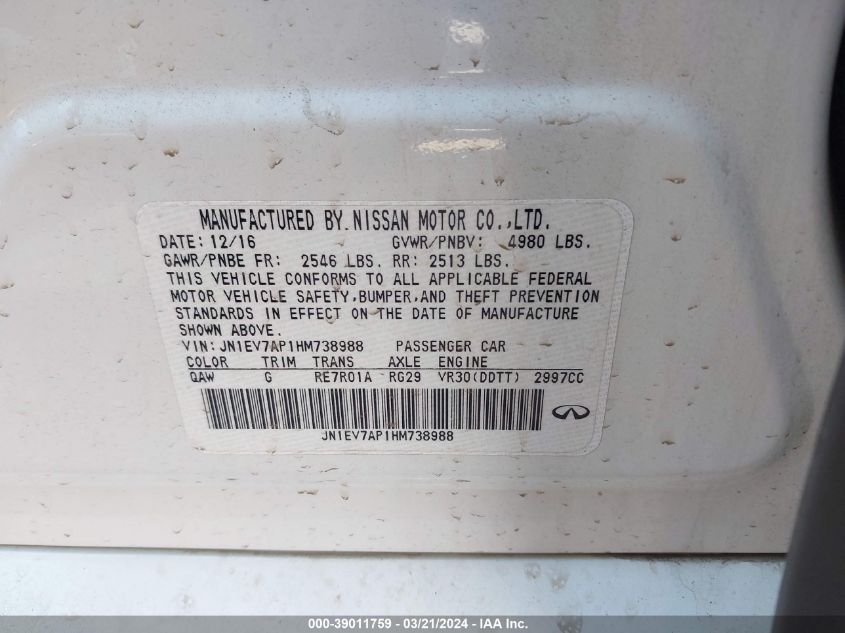 MANUFACTURED BY.NISSAN MOTOR CO.,LTD.
DATE: 12/16 GVWR/PNBV: 4980 LBS.
GAWR/PNBE FR: 2546 LBS. RR: 2513 LBS.
THIS VEHICLE CONFORMS TO ALL APPLICABLE FEDERAL
MOTOR VEHICLE SAFETY,BUMPER,AND THEFT PREVENTION
STANDARDS IN EFFECT ON THE DATE OF MANUFACTURE
SHOWN ABOVE.
VIN: JN1EV7AP1HM738988 PASSENGER CAR
COLOR TRIM TRANS AXLE ENGINE
QAW G RE7R01A RG29 VR30(DDTT) 2997CC
JN1EV7AP1HM738988
000-39011759 / 03/21/2024 - IAA Inc.